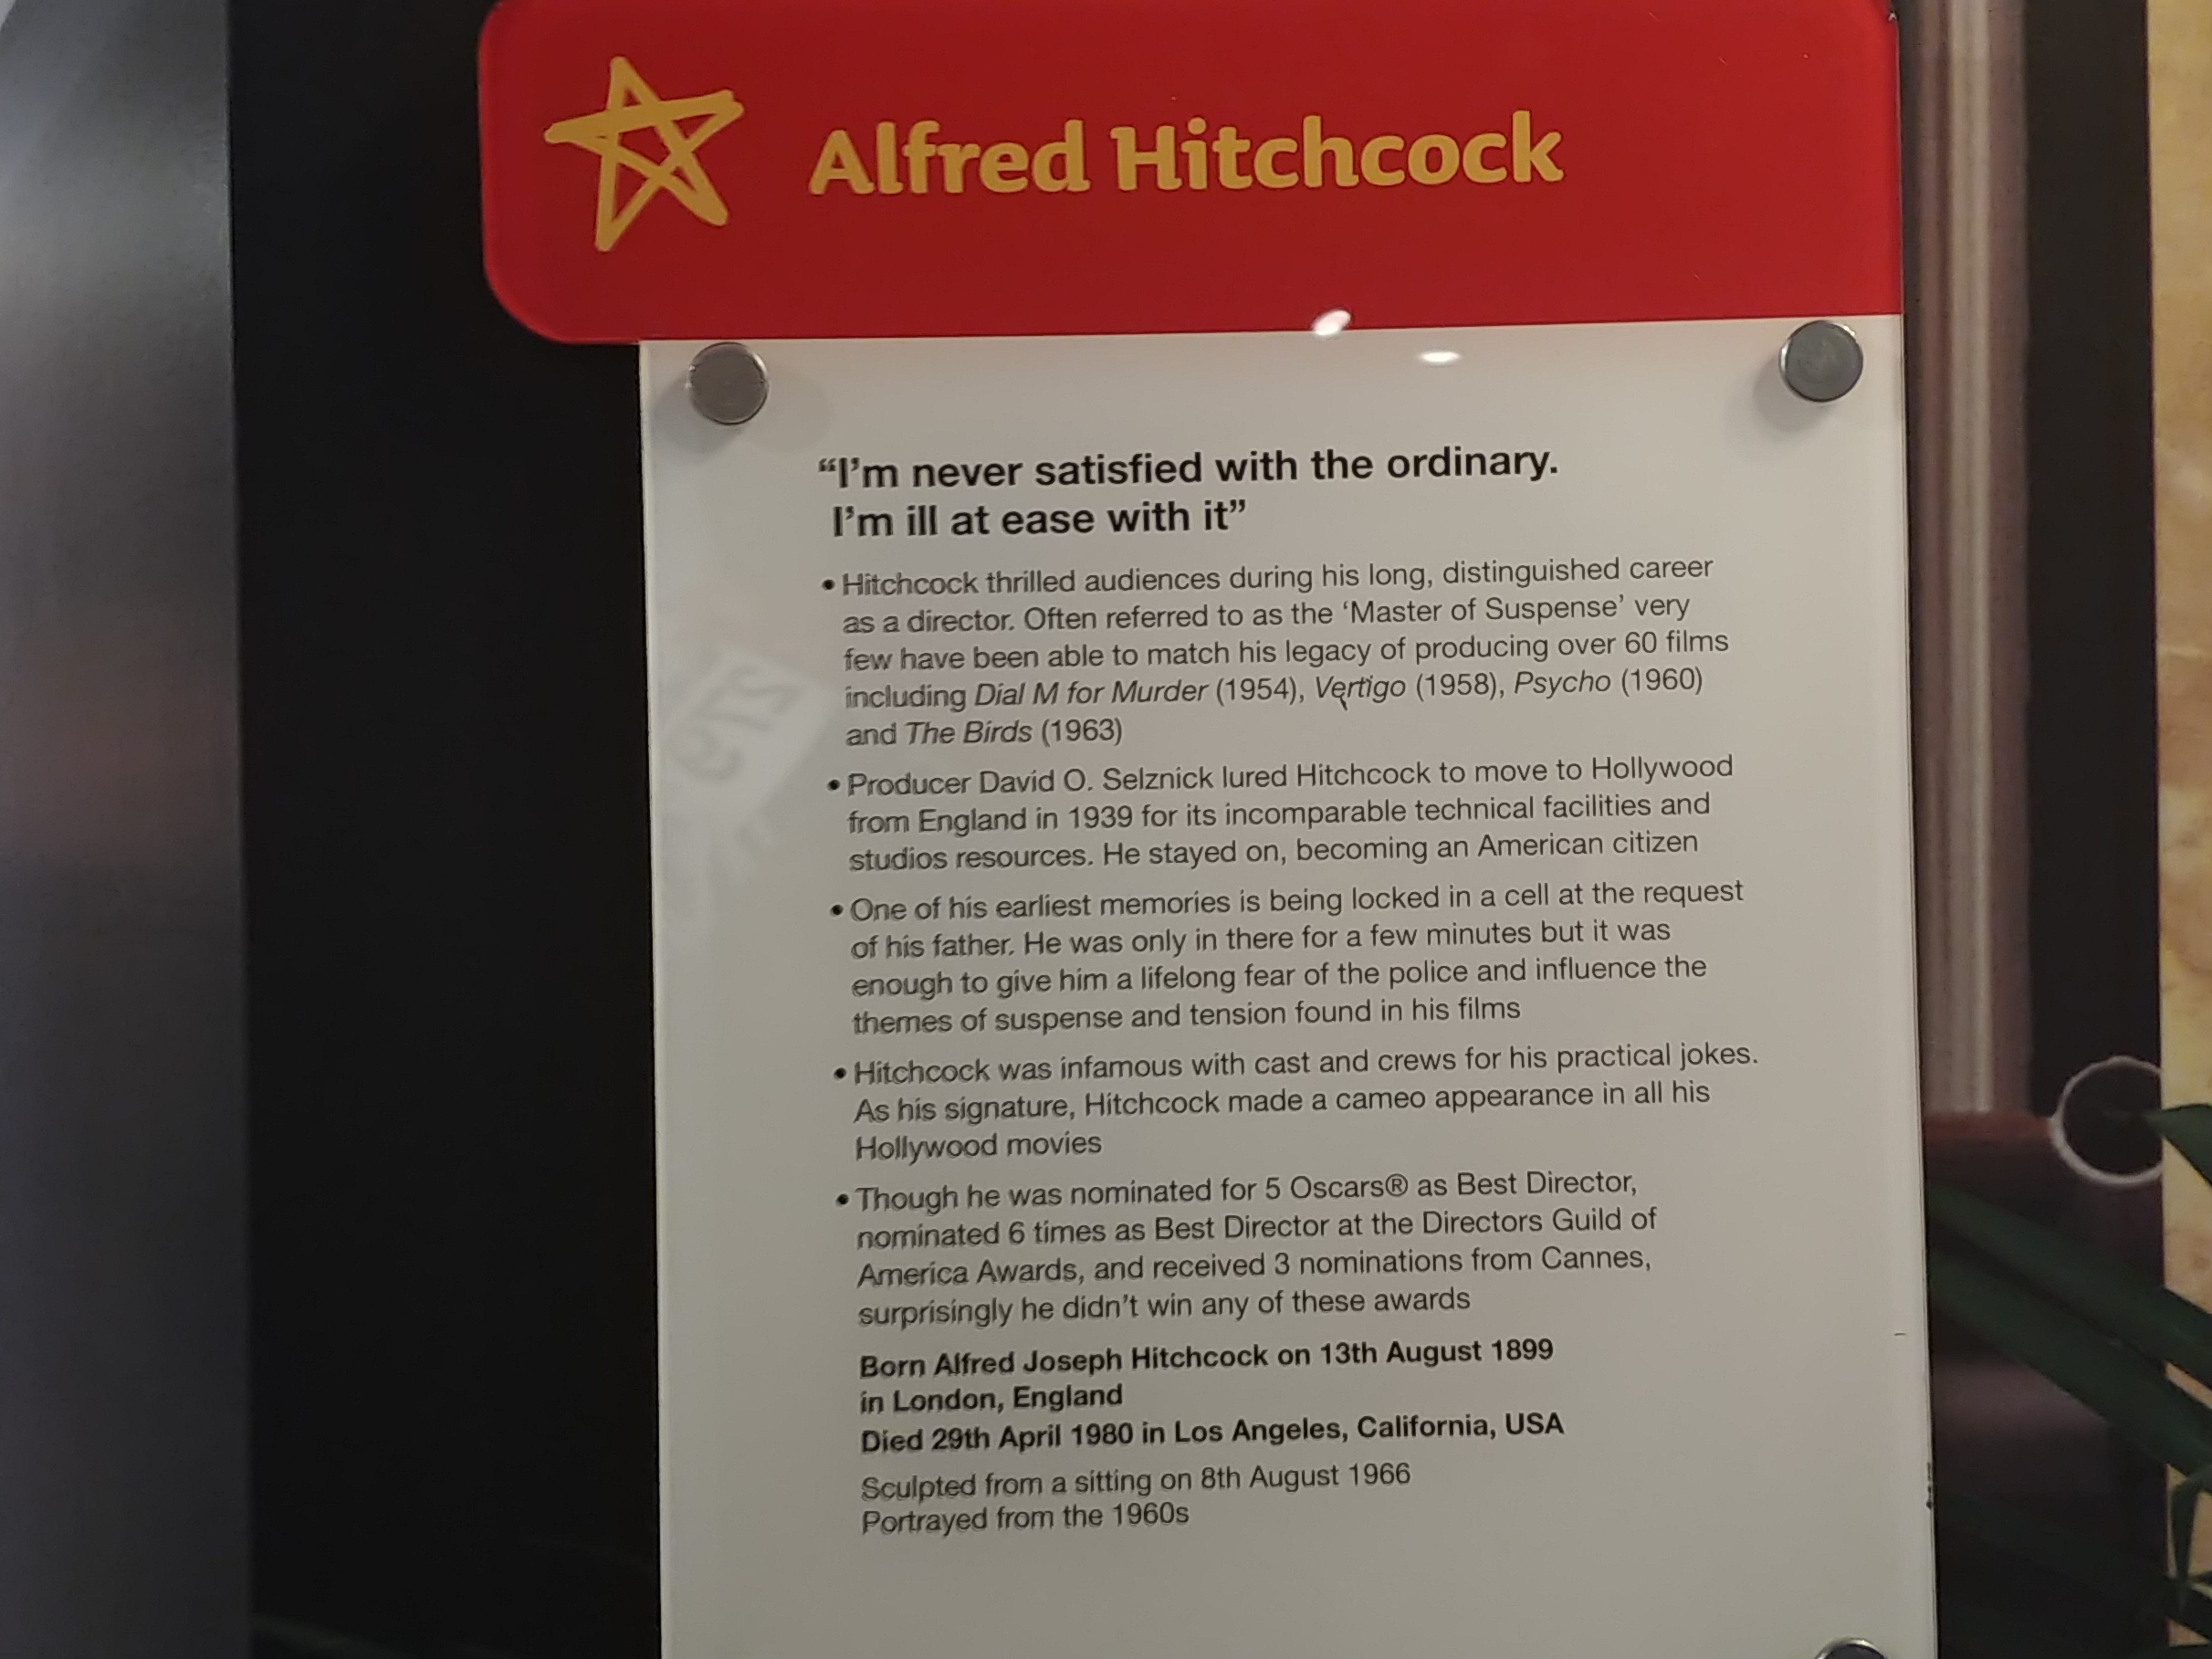 Alfred Hitchcock
“I’m never satisfied with the ordinary.
I’m ill at ease with it”
• Hitchcock thrilled audiences during his long, distinguished career
as a director. Often referred to as the ‘Master of Suspense’ very
few have been able to match his legacy of producing over 60 films
including Dial M for Murder (1954), Vertigo (1958), Psycho (1960)
and The Birds (1963)
• Producer David O. Selznick lured Hitchcock to move to Hollywood
from England in 1939 for its incomparable technical facilities and
studios resources. He stayed on, becoming an American citizen
• One of his earliest memories is being locked in a cell at the request
of his father. He was only in there for a few minutes but it was
enough to give him a lifelong fear of the police and influence the
themes of suspense and tension found in his films
• Hitchcock was infamous with cast and crews for his practical jokes.
As his signature, Hitchcock made a cameo appearance in all his
Hollywood movies
• Though he was nominated for 5 Oscars® as Best Director,
nominated 6 times as Best Director at the Directors Guild of
America Awards, and received 3 nominations from Cannes,
surprisingly he didn’t win any of these awards
Born Alfred Joseph Hitchcock on 13th August 1899
in London, England
Died 29th April 1980 in Los Angeles, California, USA
Sculpted from a sitting on 8th August 1966
Portrayed from the 1960s